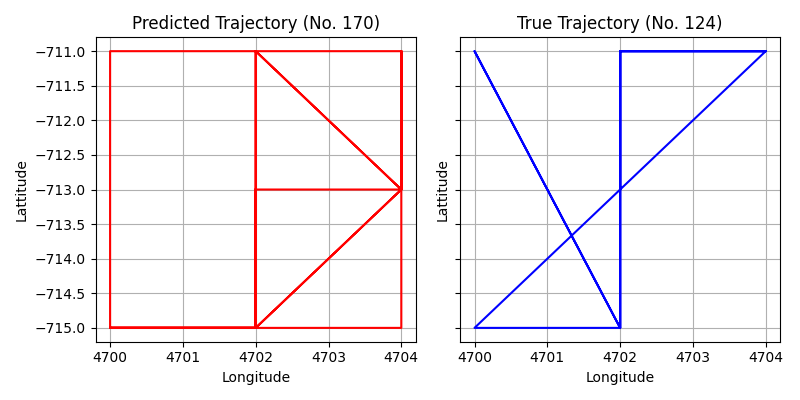 Predicted Trajectory (No. 170)
True Trajectory (No. 124)
−711.0
−711.5
−712.0
−712.5
−713.0
−713.5
−714.0
−714.5
−715.0
Lattitude
Lattitude
4700 4701 4702 4703 4704
4700 4701 4702 4703 4704
Longitude
Longitude